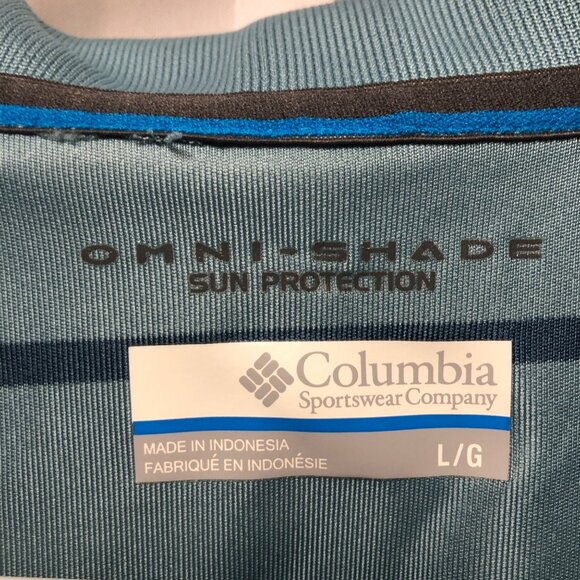 OMNI-SHADE
SUN PROTECTION
Columbia
Sportswear Company
MADE IN INDONESIA
FABRIQUÉ EN INDONÉSIE
L/G